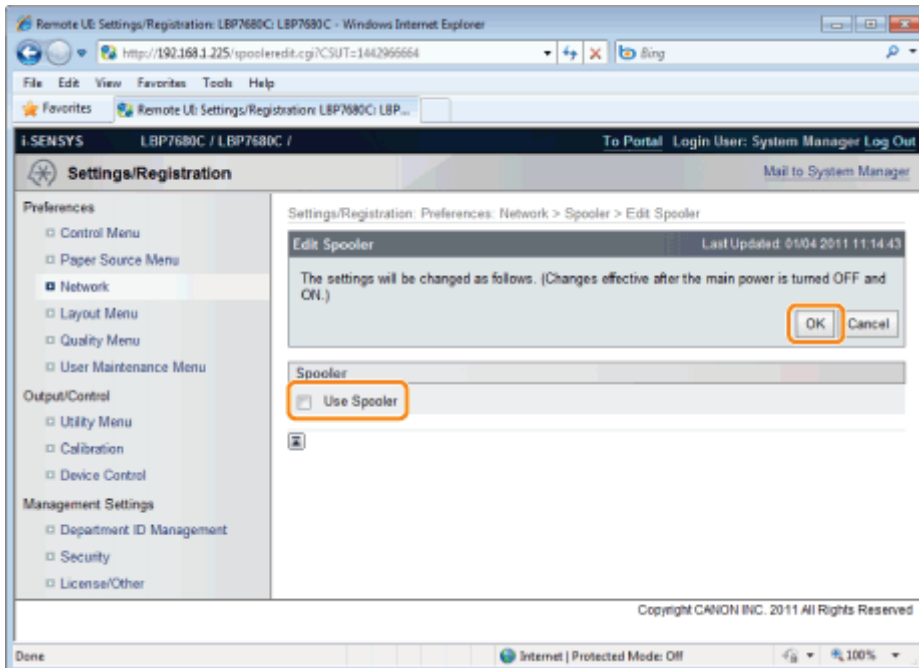 Remote UI: Settings/Registration: LBP7680C: LBP7680C - Windows Internet Explorer
http://192.168.1.225/spooleredit.cgi?CSUT=1442966664
Bing
File Edit View Favorites Tools Help
Favorites Remote UI: Settings/Registration: LBP7680C: LBP...
i-SENSYS LBP7680C / LBP7680C / To Portal Login User: System Manager Log Out
Settings/Registration Mail to System Manager
Preferences
Control Menu
Paper Source Menu
Network
Layout Menu
Quality Menu
User Maintenance Menu
Output/Control
Utility Menu
Calibration
Device Control
Management Settings
Department ID Management
Security
License/Other
Settings/Registration: Preferences: Network > Spooler > Edit Spooler
Edit Spooler Last Updated: 01/04 2011 11:14:43
The settings will be changed as follows. (Changes effective after the main power is turned OFF and
ON.)
OK Cancel
Spooler
Use Spooler
Copyright CANON INC. 2011 All Rights Reserved
Done Internet | Protected Mode: Off 100%